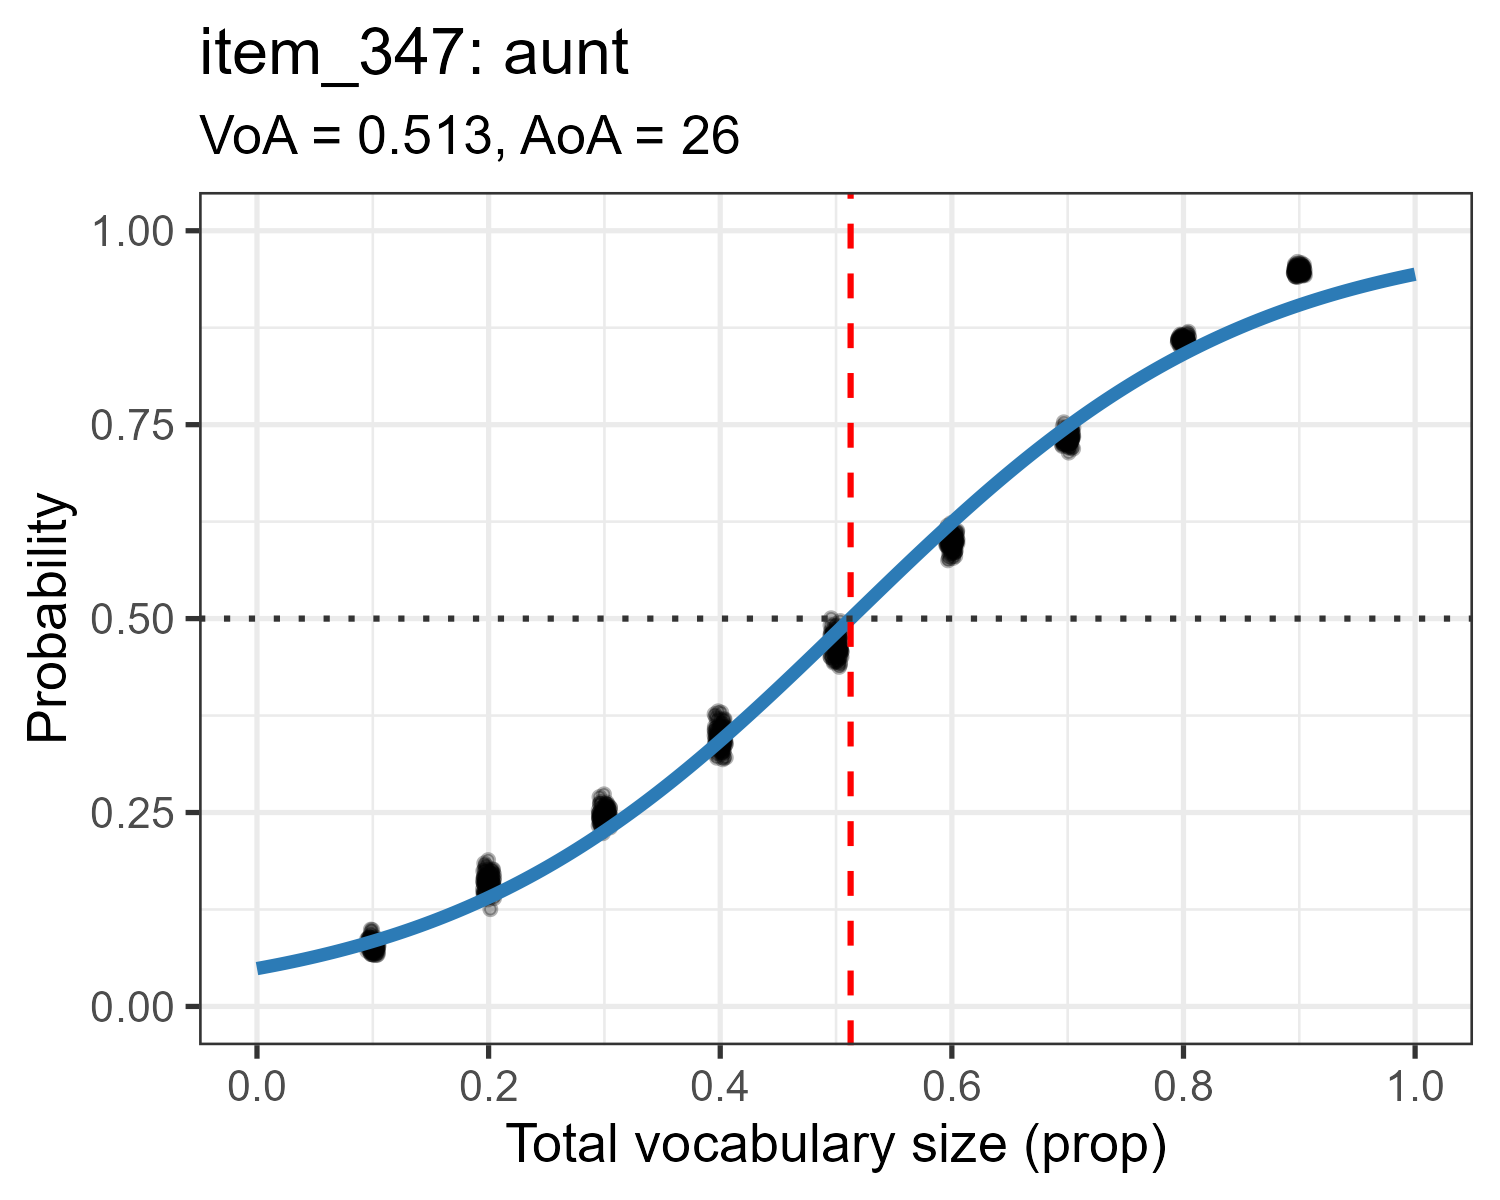 item_347: aunt
VoA = 0.513, AoA = 26
Probability
1.00
0.75
0.50
0.25
0.00
0.0 0.2 0.4 0.6 0.8 1.0
Total vocabulary size (prop)